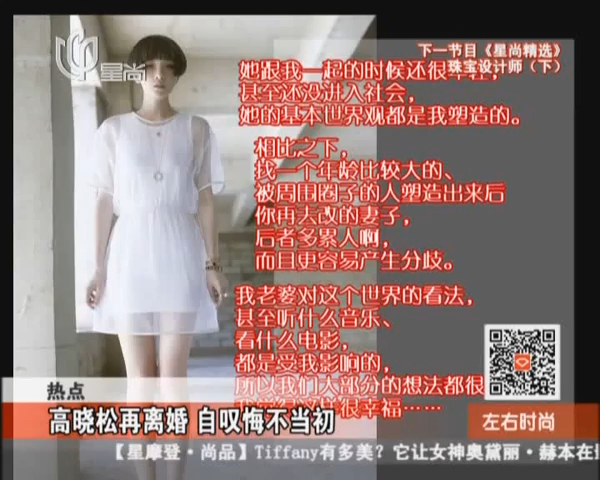 星尚
下一节目《星尚精选》
珠宝设计师（下）
她跟我一起的时候还很年轻，
甚至还没进入社会，
她的基本世界观都是我塑造的。
相比之下，
找一个年龄比较大的、
被周围圈子的人塑造出来后
你再去改的妻子，
后者多累人啊，
而且更容易产生分歧。
我老婆对这个世界的看法，
甚至听什么音乐、
看什么电影，
都是受我影响的，
所以我们大部分的想法都很
很幸福……
热点
高晓松再离婚 自叹悔不当初
左右时尚
【星摩登·尚品】Tiffany有多美？它让女神奥黛丽·赫本在